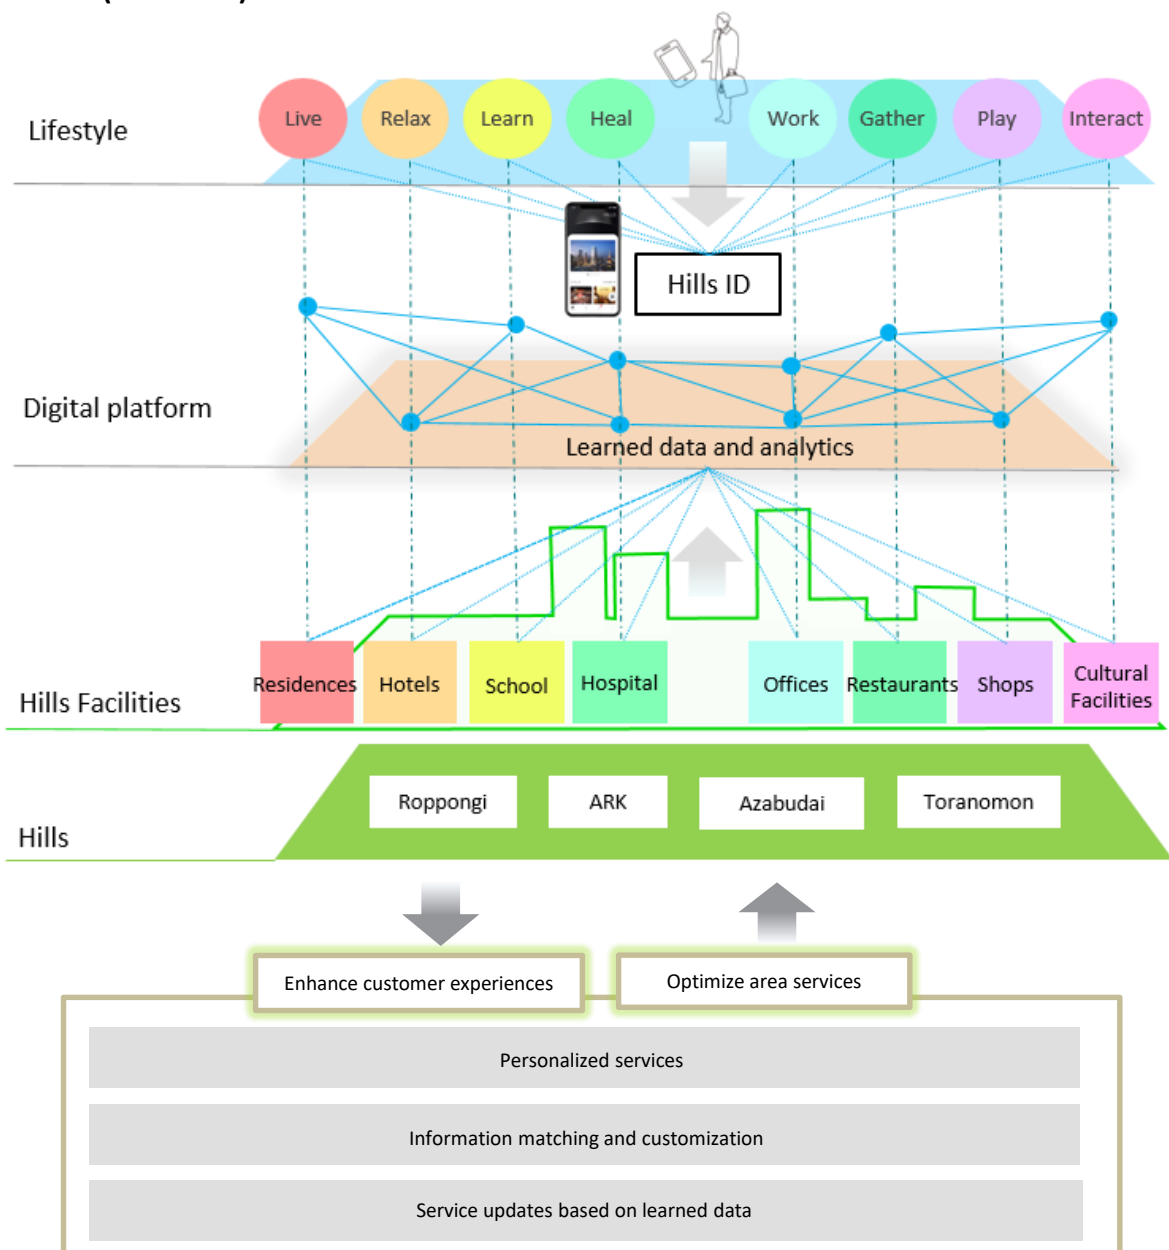 Live
Relax
Learn
Heal
Work
Gather
Play
Interact
Lifestyle
Hills ID
Digital platform
Learned data and analytics
Residences
Hotels
School
Hospital
Offices
Restaurants
Shops
Cultural
Facilities
Hills Facilities
Roppongi
ARK
Azabudai
Toranomon
Hills
Enhance customer experiences
Optimize area services
Personalized services
Information matching and customization
Service updates based on learned data